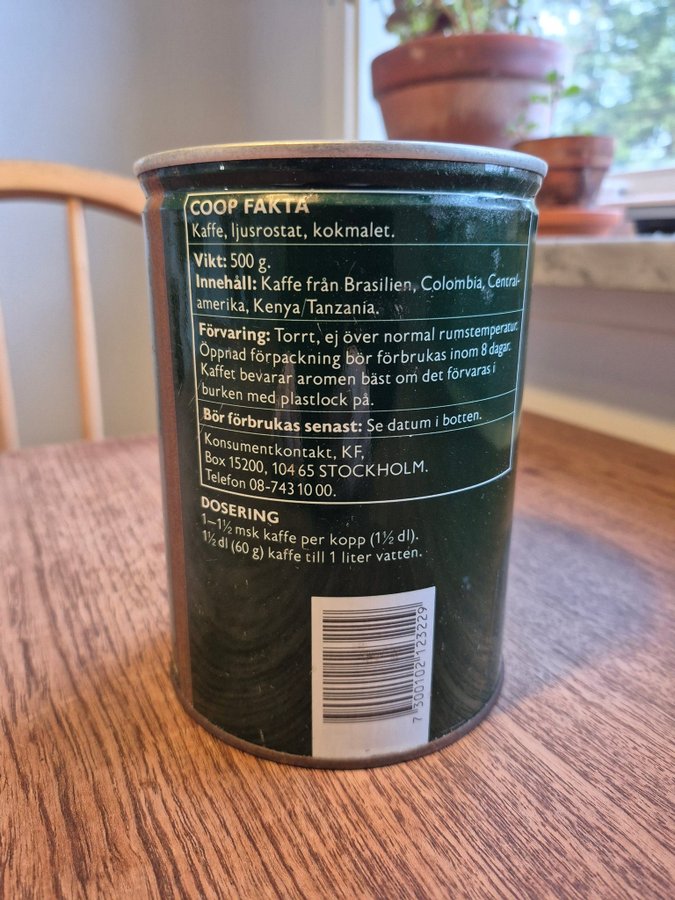 COOP FAKTA
Kaffe, ljusrostat, kokmalet.
Vikt: 500 g.
Innehåll: Kaffe från Brasilien, Colombia, Central-
amerika, Kenya/Tanzania.
Förvaring: Torrt, ej över normal rumstemperatur.
Öppnad förpackning bör förbrukas inom 8 dagar.
Kaffet bevarar aromen bäst om det förvaras i
burken med plastlock på.
Bör förbrukas senast: Se datum i botten.
Konsumentkontakt, KF,
Box 15200, 104 65 STOCKHOLM.
Telefon 08-743 10 00.
DOSERING
1–1½ msk kaffe per kopp (1½ dl).
1½ dl (60 g) kaffe till 1 liter vatten.
7 300102 123229